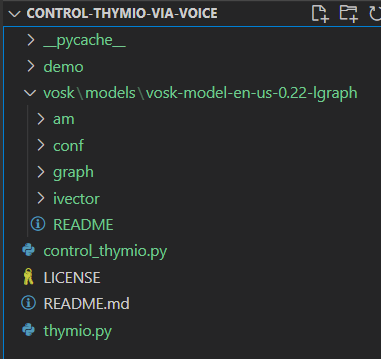 CONTROL-THYMIO-VIA-VOICE
__pycache__
demo
vosk\models\vosk-model-en-us-0.22-lgraph
am
conf
graph
ivector
README
control_thymio.py
LICENSE
README.md
thymio.py